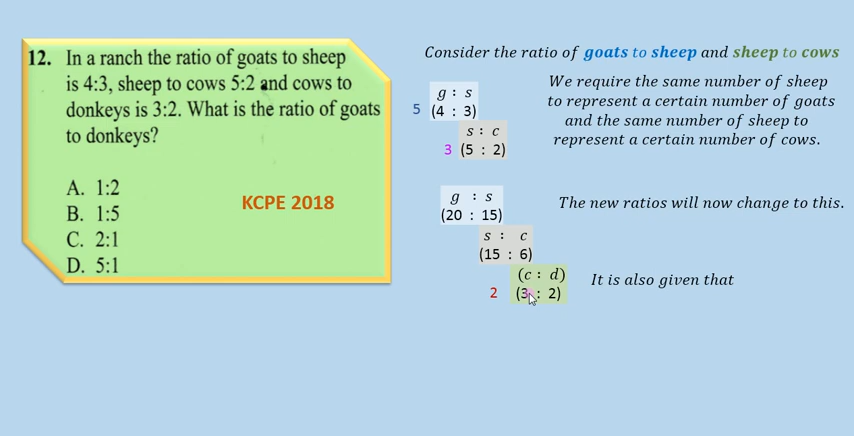 12. In a ranch the ratio of goats to sheep
is 4:3, sheep to cows 5:2 and cows to
donkeys is 3:2. What is the ratio of goats
to donkeys?
A. 1:2
B. 1:5
C. 2:1
D. 5:1
KCPE 2018
Consider the ratio of goats to sheep and sheep to cows
g : s
5 (4 : 3)
s : c
3 (5 : 2)
We require the same number of sheep
to represent a certain number of goats
and the same number of sheep to
represent a certain number of cows.
g : s
(20 : 15)
The new ratios will now change to this.
s : c
(15 : 6)
(c : d)
2 (3 : 2)
It is also given that